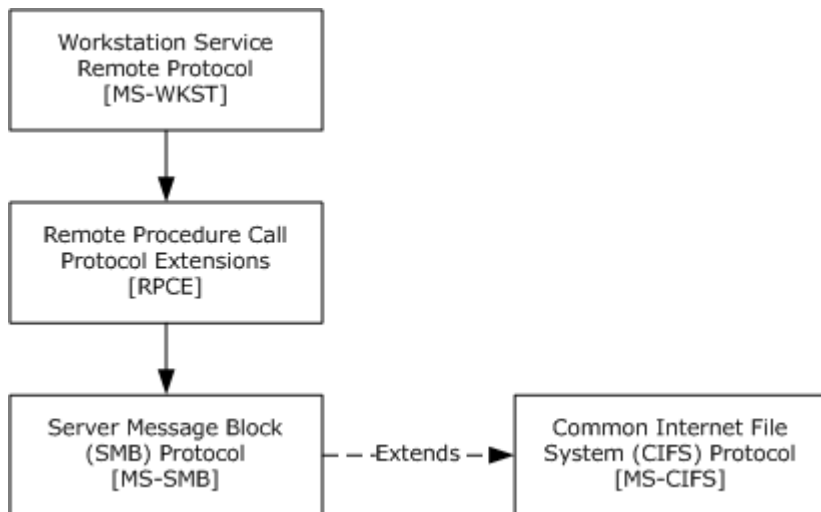 Workstation Service
Remote Protocol
[MS-WKST]
Remote Procedure Call
Protocol Extensions
[RPCE]
Server Message Block
(SMB) Protocol
[MS-SMB]
Extends
Common Internet File
System (CIFS) Protocol
[MS-CIFS]